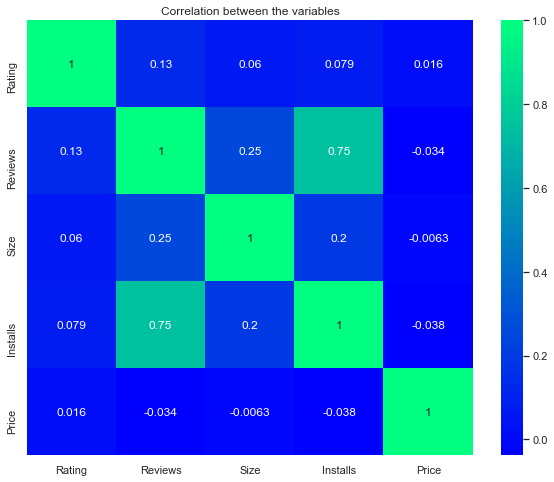 Correlation between the variables
Rating 1 0.13 0.06 0.079 0.016
Reviews 0.13 1 0.25 0.75 -0.034
Size 0.06 0.25 1 0.2 -0.0063
Installs 0.079 0.75 0.2 1 -0.038
Price 0.016 -0.034 -0.0063 -0.038 1
Rating Reviews Size Installs Price
1.0
0.8
0.6
0.4
0.2
0.0